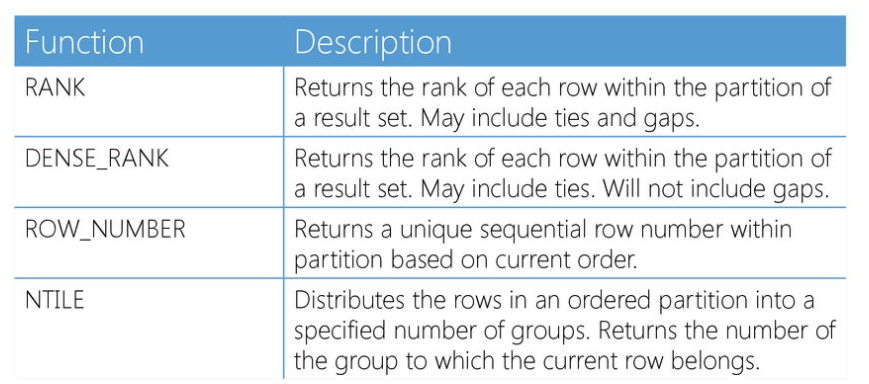 Function Description
RANK Returns the rank of each row within the partition of
a result set. May include ties and gaps.
DENSE_RANK Returns the rank of each row within the partition of
a result set. May include ties. Will not include gaps.
ROW_NUMBER Returns a unique sequential row number within
partition based on current order.
NTILE Distributes the rows in an ordered partition into a
specified number of groups. Returns the number of
the group to which the current row belongs.